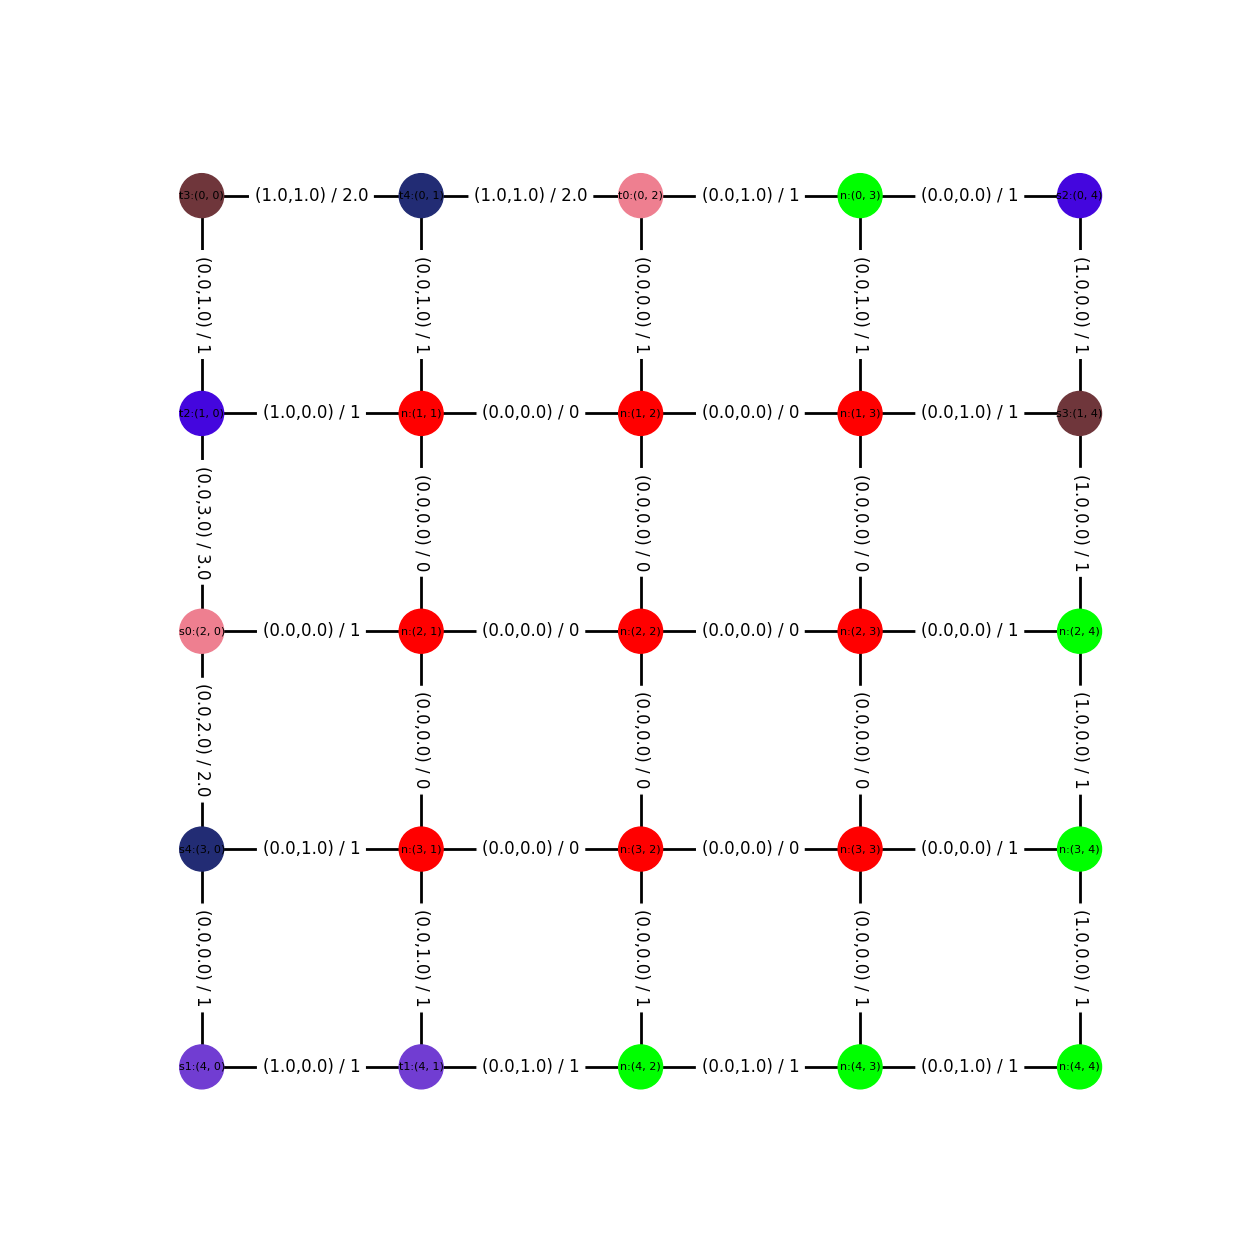 t3:(0, 0) (1.0,1.0) / 2.0 t4:(0, 1) (1.0,1.0) / 2.0 t0:(0, 2) (0.0,1.0) / 1 n:(0, 3) (0.0,0.0) / 1 s2:(0, 4)
(0.0,1.0) / 1 (0.0,1.0) / 1 (0.0,0.0) / 1 (0.0,1.0) / 1 (1.0,0.0) / 1
t2:(1, 0) (1.0,0.0) / 1 n:(1, 1) (0.0,0.0) / 0 n:(1, 2) (0.0,0.0) / 0 n:(1, 3) (0.0,1.0) / 1 s3:(1, 4)
(0.0,3.0) / 3.0 (0.0,0.0) / 0 (0.0,0.0) / 0 (0.0,0.0) / 0 (1.0,0.0) / 1
s0:(2, 0) (0.0,0.0) / 1 n:(2, 1) (0.0,0.0) / 0 n:(2, 2) (0.0,0.0) / 0 n:(2, 3) (0.0,0.0) / 1 n:(2, 4)
(0.0,2.0) / 2.0 (0.0,0.0) / 0 (0.0,0.0) / 0 (0.0,0.0) / 0 (1.0,0.0) / 1
s4:(3, 0) (0.0,1.0) / 1 n:(3, 1) (0.0,0.0) / 0 n:(3, 2) (0.0,0.0) / 0 n:(3, 3) (0.0,0.0) / 1 n:(3, 4)
(0.0,0.0) / 1 (0.0,1.0) / 1 (0.0,0.0) / 1 (0.0,0.0) / 1 (1.0,0.0) / 1
s1:(4, 0) (1.0,0.0) / 1 t1:(4, 1) (0.0,1.0) / 1 n:(4, 2) (0.0,1.0) / 1 n:(4, 3) (0.0,1.0) / 1 n:(4, 4)